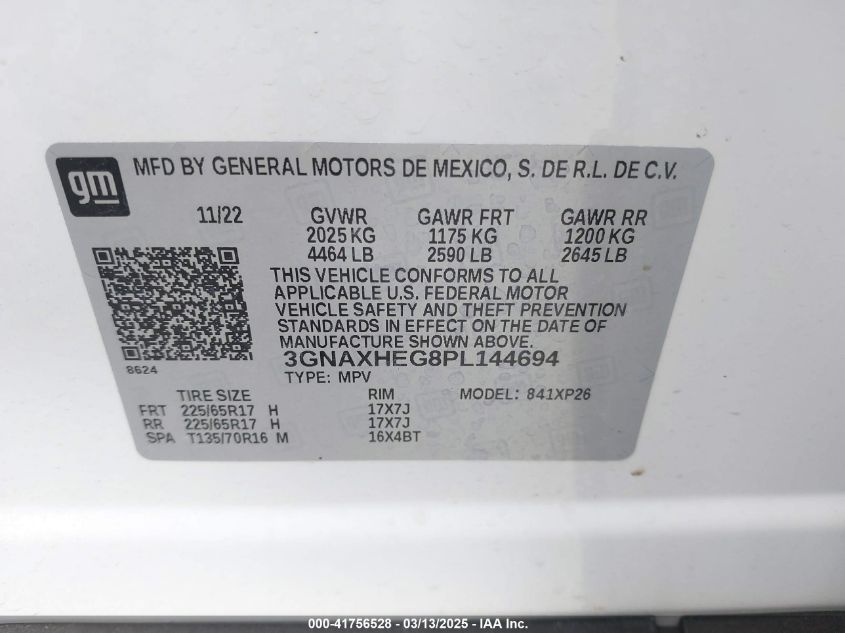 gm
MFD BY GENERAL MOTORS DE MEXICO, S. DE R.L. DE C.V.
11/22 GVWR GAWR FRT GAWR RR
2025 KG 1175 KG 1200 KG
4464 LB 2590 LB 2645 LB
THIS VEHICLE CONFORMS TO ALL
APPLICABLE U.S. FEDERAL MOTOR
VEHICLE SAFETY AND THEFT PREVENTION
STANDARDS IN EFFECT ON THE DATE OF
MANUFACTURE SHOWN ABOVE.
8624
3GNAXHEG8PL144694
TYPE: MPV
TIRE SIZE RIM MODEL: 841XP26
FRT 225/65R17 H 17X7J
RR 225/65R17 H 17X7J
SPA T135/70R16 M 16X4BT
000-41756528 - 03/13/2025 - IAA Inc.